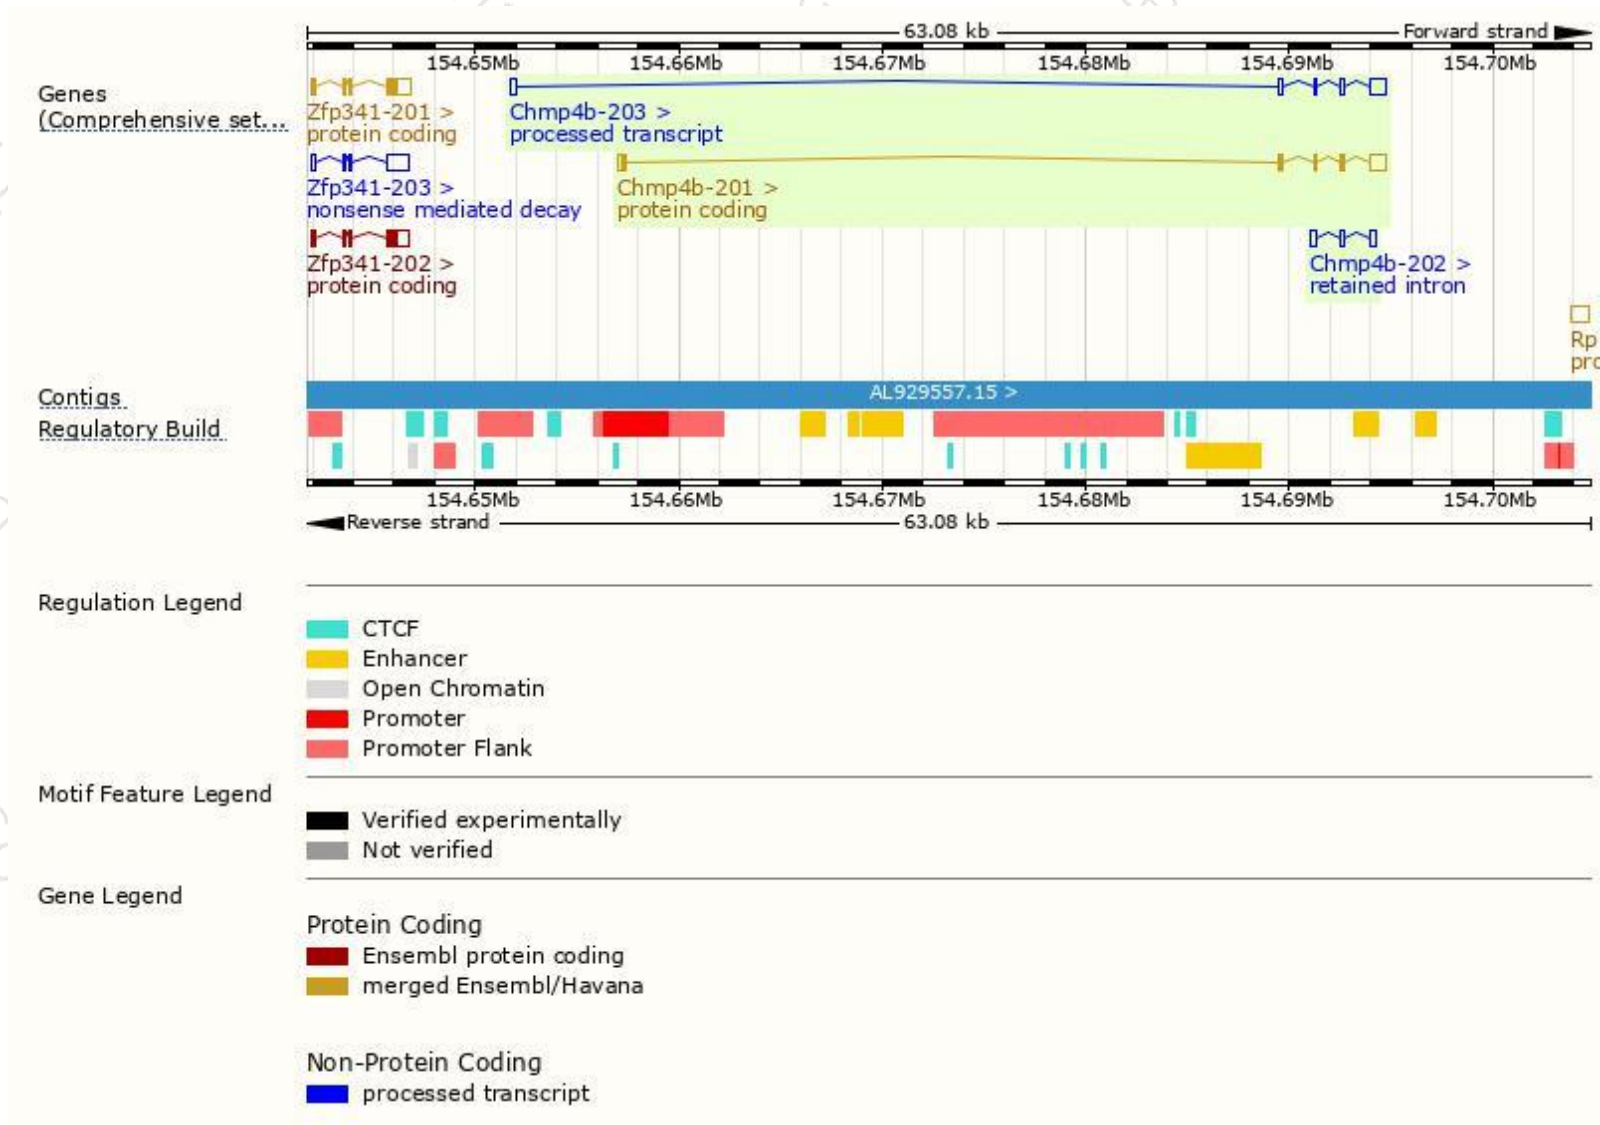 63.08 kb
Forward strand
154.65Mb 154.66Mb 154.67Mb 154.68Mb 154.69Mb 154.70Mb
Genes
(Comprehensive set...
Zfp341-201 >
protein coding
Chmp4b-203 >
processed transcript
Zfp341-203 >
nonsense mediated decay
Chmp4b-201 >
protein coding
Zfp341-202 >
protein coding
Chmp4b-202 >
retained intron
Rp
pro
Contigs
AL929557.15 >
Regulatory Build
154.65Mb 154.66Mb 154.67Mb 154.68Mb 154.69Mb 154.70Mb
Reverse strand
63.08 kb
Regulation Legend
CTCF
Enhancer
Open Chromatin
Promoter
Promoter Flank
Motif Feature Legend
Verified experimentally
Not verified
Gene Legend
Protein Coding
Ensembl protein coding
merged Ensembl/Havana
Non-Protein Coding
processed transcript